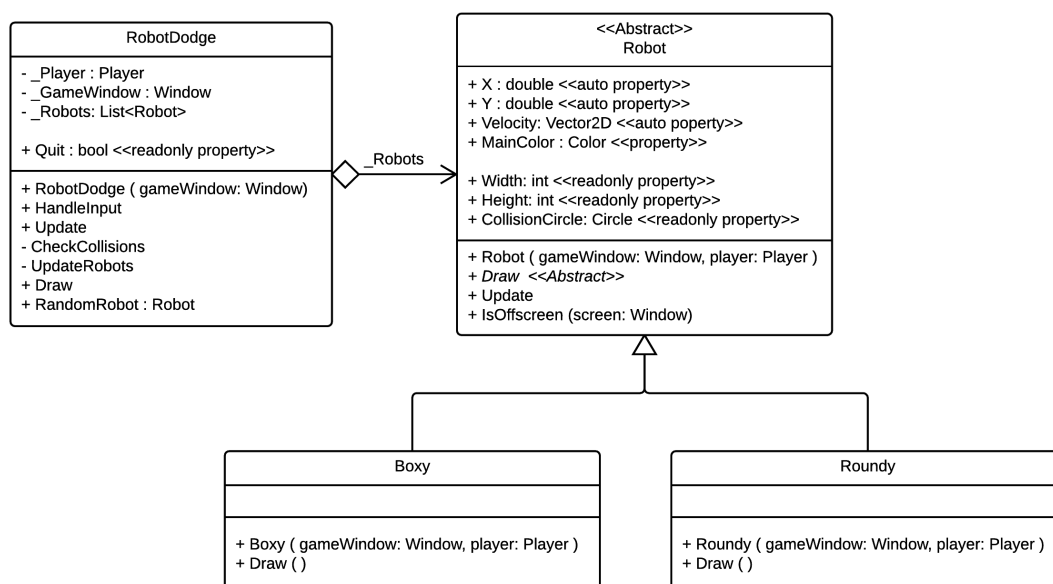 RobotDodge
- _Player : Player
- _GameWindow : Window
- _Robots: List<Robot>
+ Quit : bool <<readonly property>>
+ RobotDodge ( gameWindow: Window)
+ HandleInput
+ Update
- CheckCollisions
- UpdateRobots
+ Draw
+ RandomRobot : Robot
_Robots
<<Abstract>>
Robot
+ X : double <<auto property>>
+ Y : double <<auto property>>
+ Velocity: Vector2D <<auto poperty>>
+ MainColor : Color <<property>>
+ Width: int <<readonly property>>
+ Height: int <<readonly property>>
+ CollisionCircle: Circle <<readonly property>>
+ Robot ( gameWindow: Window, player: Player )
+ Draw <<Abstract>>
+ Update
+ IsOffscreen (screen: Window)
Boxy
+ Boxy ( gameWindow: Window, player: Player )
+ Draw ( )
Roundy
+ Roundy ( gameWindow: Window, player: Player )
+ Draw ( )